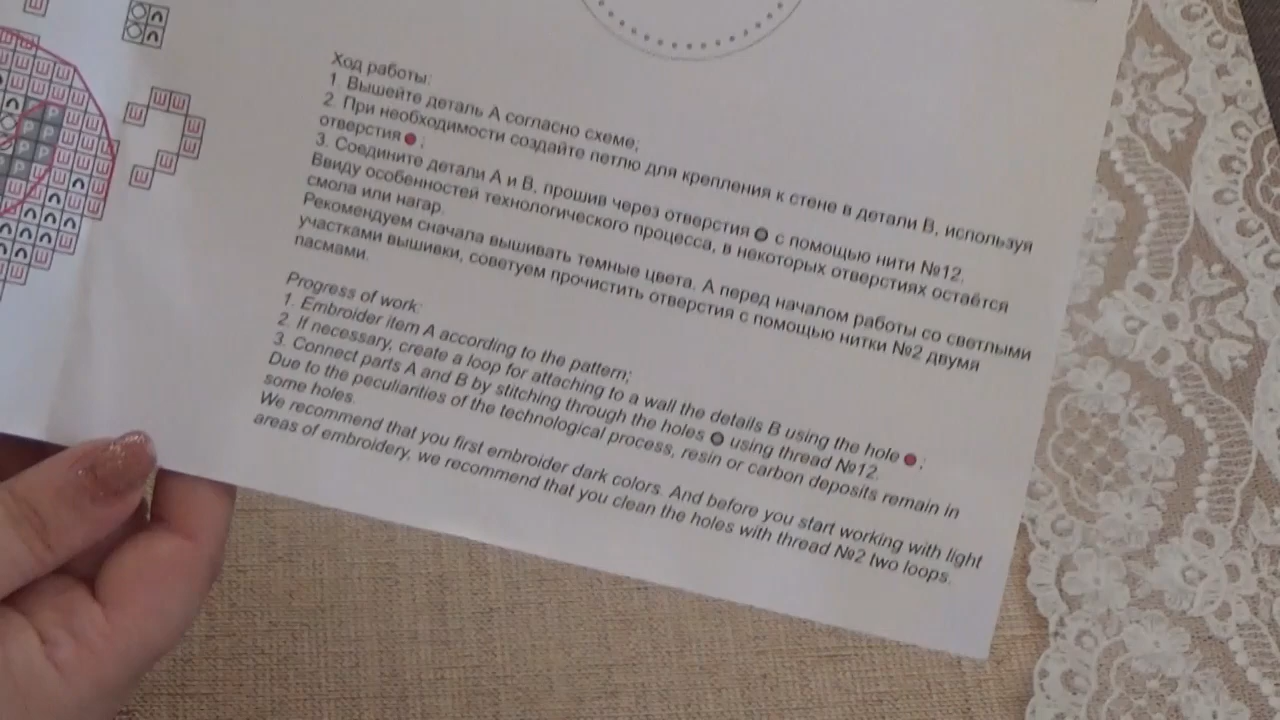 Ход работы:
1. Вышейте деталь А согласно схеме;
2. При необходимости создайте петлю для крепления к стене в детали В, используя
отверстия ;
3. Соедините детали А и В, прошив через отверстия с помощью нити №12.
Ввиду особенностей технологического процесса, в некоторых отверстиях остаётся
смола или нагар.
Рекомендуем сначала вышивать темные цвета. А перед началом работы со светлыми
участками вышивки, советуем прочистить отверстия с помощью нитки №2 двумя
пасмами.
Progress of work:
1. Embroider item A according to the pattern;
2. If necessary, create a loop for attaching to a wall the details B using the hole ;
3. Connect parts A and B by stitching through the holes using thread №12.
Due to the peculiarities of the technological process, resin or carbon deposits remain in
some holes.
We recommend that you first embroider dark colors. And before you start working with light
areas of embroidery, we recommend that you clean the holes with thread №2 two loops.